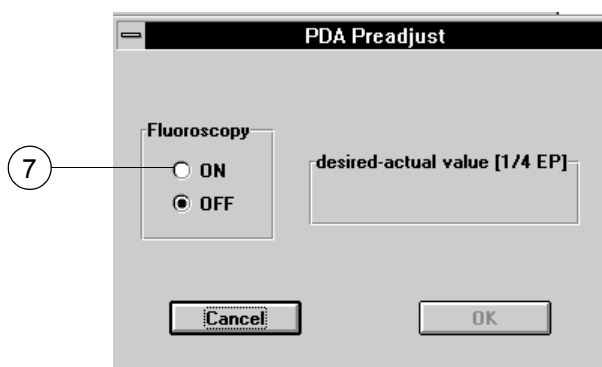 PDA Preadjust
Fluoroscopy
7
ON
desired-actual value [1/4 EP]
OFF
Cancel
OK